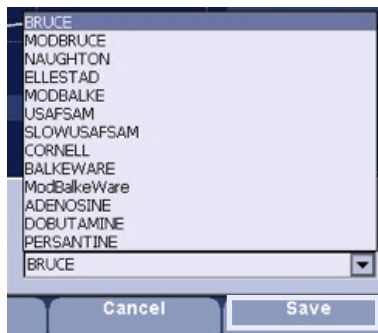 BRUCE
MODBRUCE
NAUGHTON
ELLESTAD
MODBALKE
USAFSAM
SLOWUSAFSAM
CORNELL
BALKEWARE
ModBalkeWare
ADENOSINE
DOBUTAMINE
PERSANTINE
BRUCE
Cancel Save